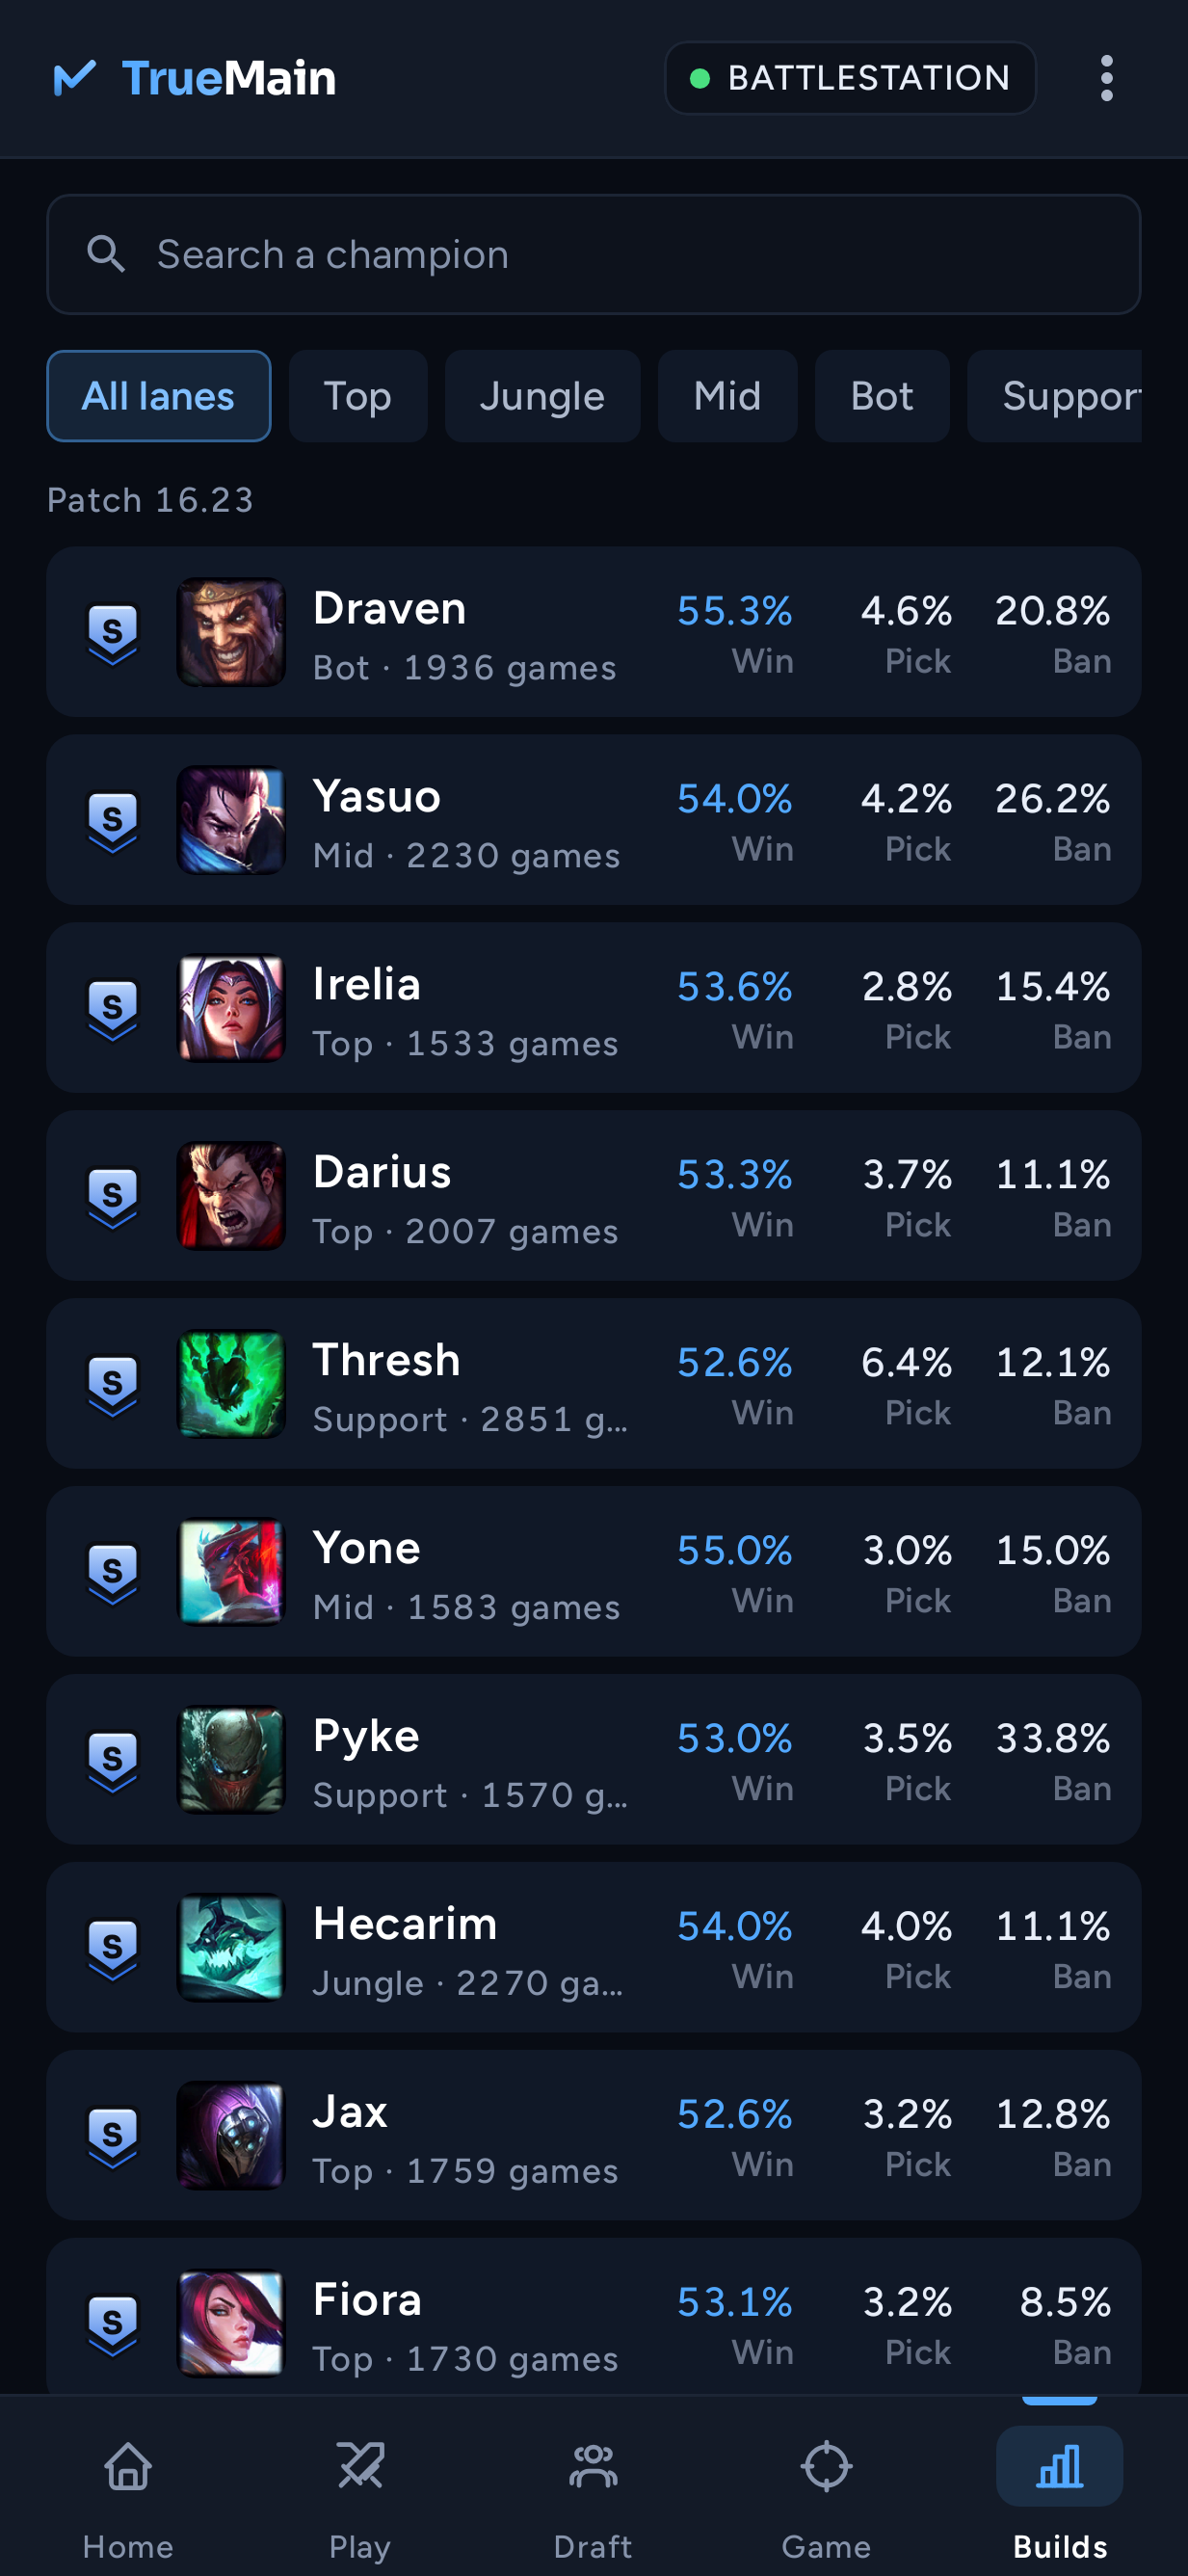 TrueMain
BATTLESTATION
Search a champion
All lanes Top Jungle Mid Bot Support
Patch 16.23
S Draven 55.3% 4.6% 20.8%
Bot · 1936 games Win Pick Ban
S Yasuo 54.0% 4.2% 26.2%
Mid · 2230 games Win Pick Ban
S Irelia 53.6% 2.8% 15.4%
Top · 1533 games Win Pick Ban
S Darius 53.3% 3.7% 11.1%
Top · 2007 games Win Pick Ban
S Thresh 52.6% 6.4% 12.1%
Support · 2851 g... Win Pick Ban
S Yone 55.0% 3.0% 15.0%
Mid · 1583 games Win Pick Ban
S Pyke 53.0% 3.5% 33.8%
Support · 1570 g... Win Pick Ban
S Hecarim 54.0% 4.0% 11.1%
Jungle · 2270 ga... Win Pick Ban
S Jax 52.6% 3.2% 12.8%
Top · 1759 games Win Pick Ban
S Fiora 53.1% 3.2% 8.5%
Top · 1730 games Win Pick Ban
Home Play Draft Game Builds